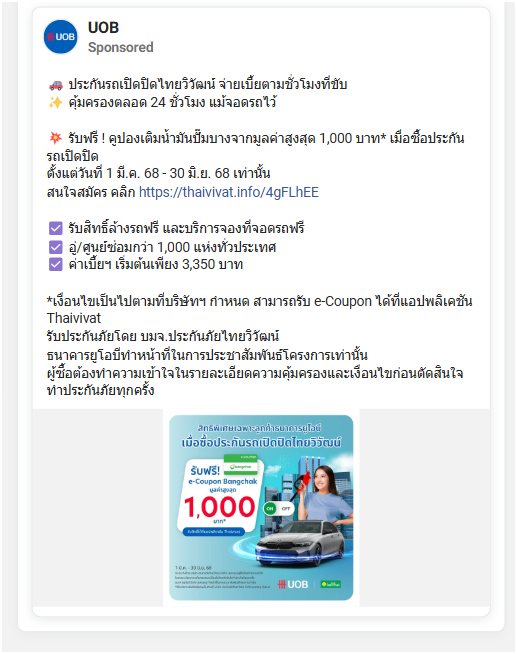 UOB
UOB
Sponsored
🚗 ประกันรถเปิดปิดไทยวิวัฒน์ จ่ายเบี้ยตามชั่วโมงที่ขับ
✨ คุ้มครองตลอด 24 ชั่วโมง แม้จอดรถไว้
💥 รับฟรี ! คูปองเติมน้ำมันปั๊มบางจากมูลค่าสูงสุด 1,000 บาท* เมื่อซื้อประกัน
รถเปิดปิด
ตั้งแต่วันที่ 1 มี.ค. 68 - 30 มิ.ย. 68 เท่านั้น
สนใจสมัคร คลิก https://thaivivat.info/4gFLhEE
☑ รับสิทธิ์ล้างรถฟรี และบริการจองที่จอดรถฟรี
☑ อู่/ศูนย์ซ่อมกว่า 1,000 แห่งทั่วประเทศ
☑ ค่าเบี้ยฯ เริ่มต้นเพียง 3,350 บาท
*เงื่อนไขเป็นไปตามที่บริษัทฯ กำหนด สามารถรับ e-Coupon ได้ที่แอปพลิเคชัน
Thaivivat
รับประกันภัยโดย บมจ.ประกันภัยไทยวิวัฒน์
ธนาคารยูโอบีทำหน้าที่ในการประชาสัมพันธ์โครงการเท่านั้น
ผู้ซื้อต้องทำความเข้าใจในรายละเอียดความคุ้มครองและเงื่อนไขก่อนตัดสินใจ
ทำประกันภัยทุกครั้ง
สิทธิพิเศษเฉพาะลูกค้าธนาคารยูโอบี
เมื่อซื้อประกันรถเปิดปิดไทยวิวัฒน์
รับฟรี!
e-Coupon Bangchak
มูลค่าสูงสุด
1,000
บาท*
ON OFF
1 มี.ค. - 30 มิ.ย. 68
UOB